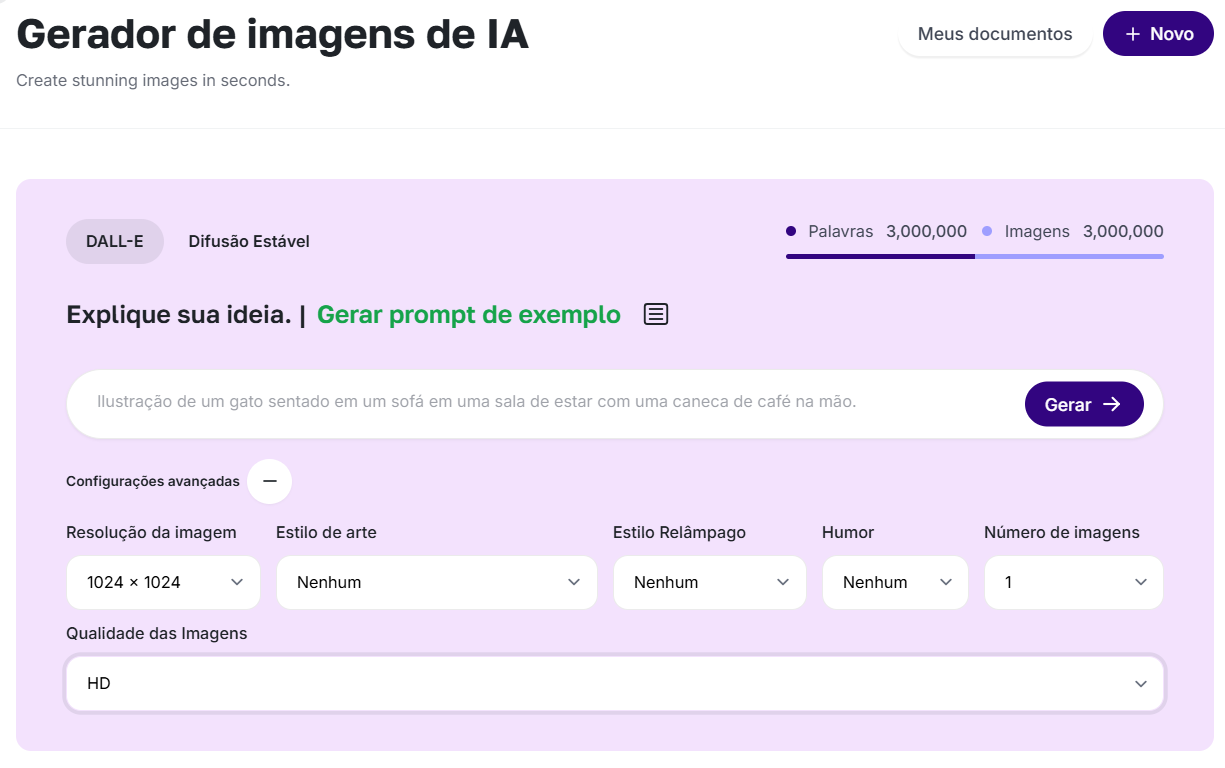 Gerador de imagens de IA
Meus documentos
+ Novo
Create stunning images in seconds.
DALL-E
Difusão Estável
Palavras 3,000,000
Imagens 3,000,000
Explique sua ideia. | Gerar prompt de exemplo
Ilustração de um gato sentado em um sofá em uma sala de estar com uma caneca de café na mão.
Gerar →
Configurações avançadas
Resolução da imagem
1024 × 1024
Estilo de arte
Nenhum
Estilo Relâmpago
Nenhum
Humor
Nenhum
Número de imagens
1
Qualidade das Imagens
HD